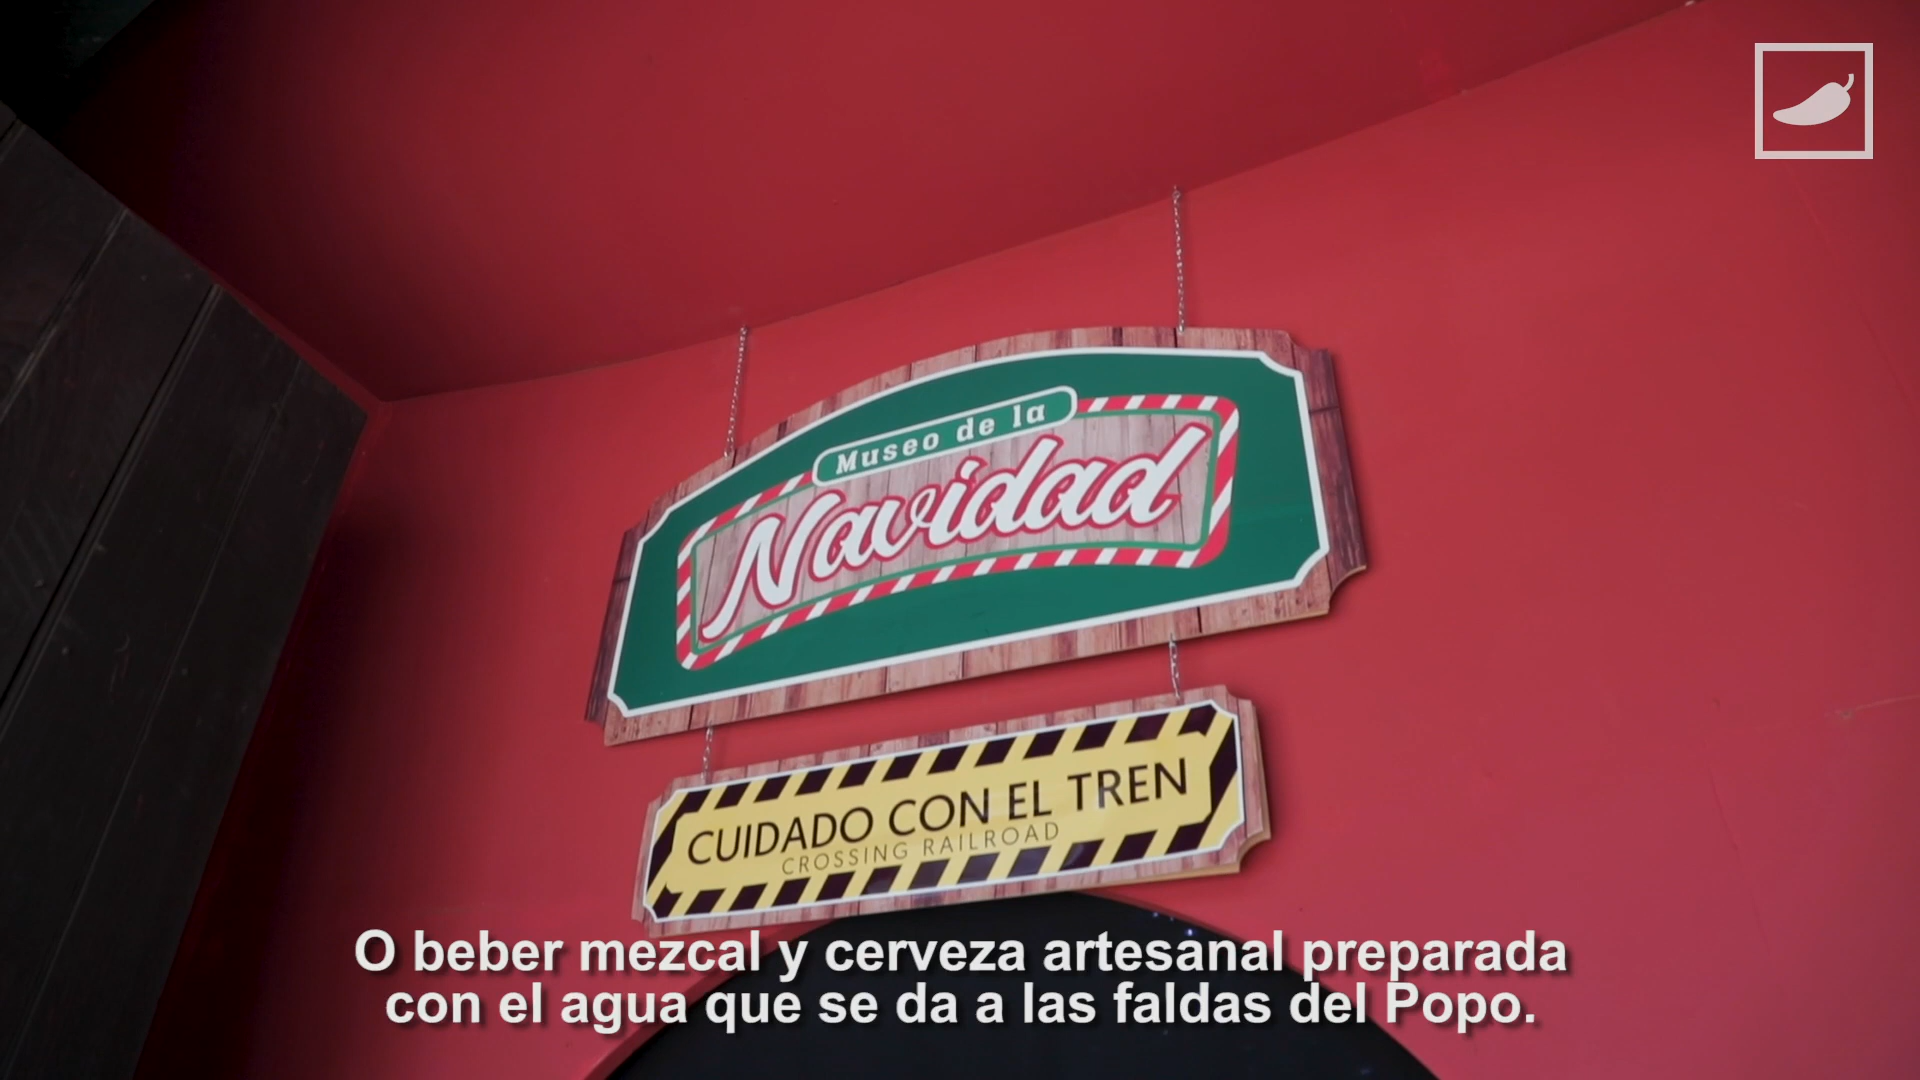 Museo de la
Navidad
CUIDADO CON EL TREN
CROSSING RAILROAD
O beber mezcal y cerveza artesanal preparada
con el agua que se da a las faldas del Popo.